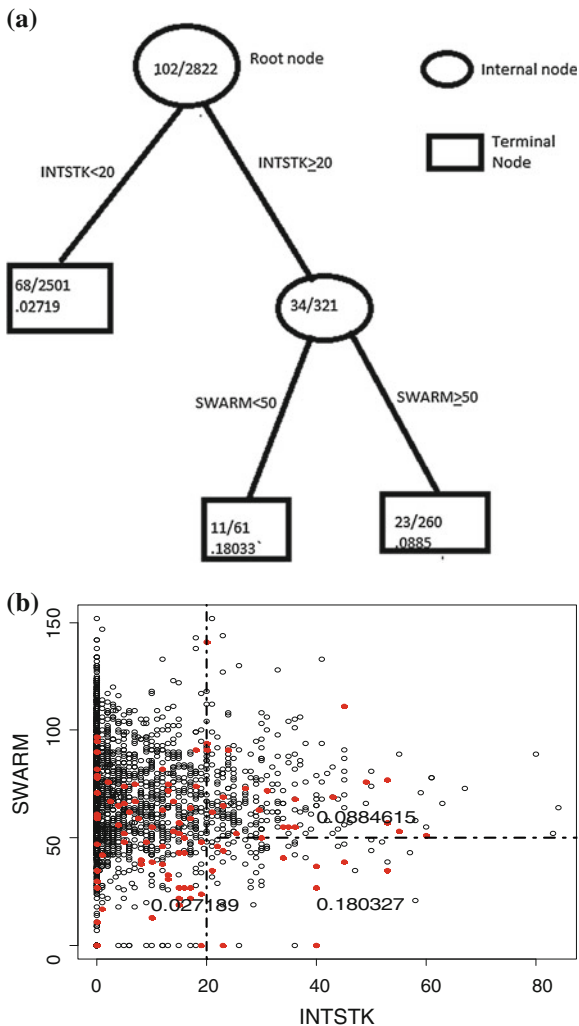 (a)
102/2822
Root node
Internal node
Terminal
Node
INTSTK<20
INTSTK≥20
68/2501
.02719
34/321
SWARM<50
SWARM≥50
11/61
.18033`
23/260
.0885
(b)
150
100
50
0
SWARM
0.0884615
0.027189
0.180327
0
20
40
60
80
INTSTK